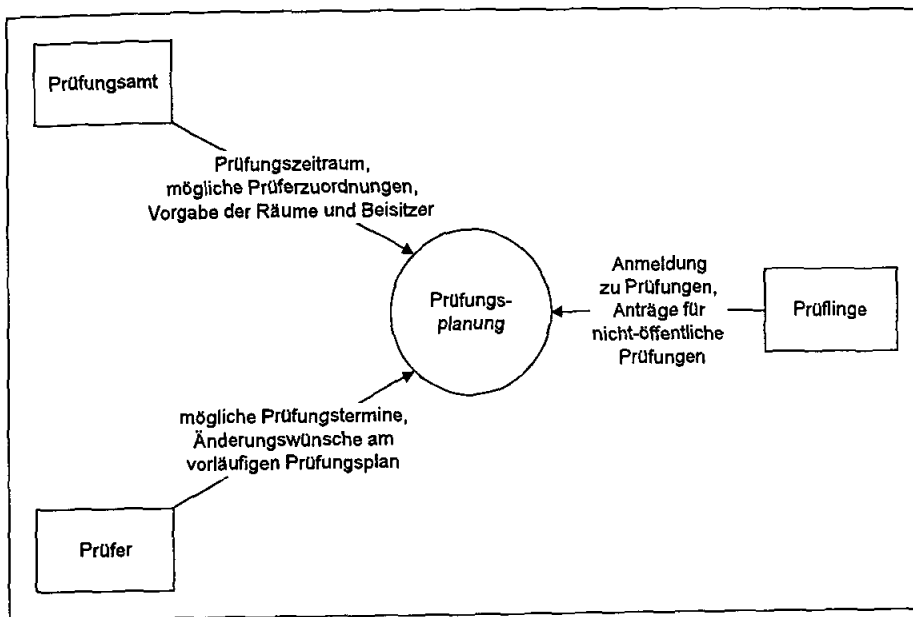 Prüfungsamt
Prüfungszeitraum,
mögliche Prüferzuordnungen,
Vorgabe der Räume und Beisitzer
Prüfungs-
planung
Anmeldung
zu Prüfungen,
Anträge für
nicht-öffentliche
Prüfungen
Prüflinge
mögliche Prüfungstermine,
Änderungswünsche am
vorläufigen Prüfungsplan
Prüfer